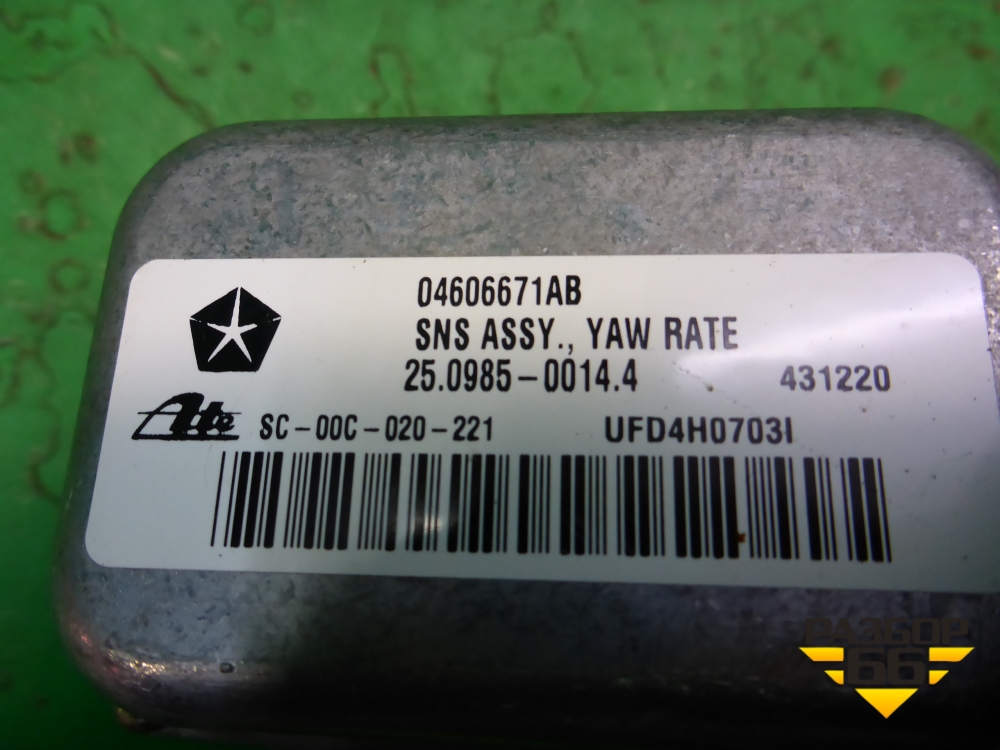 04606671AB
SNS ASSY., YAW RATE
25.0985-0014.4 431220
Ate SC-00C-020-221 UFD4H0703I
РАЗБОР
66